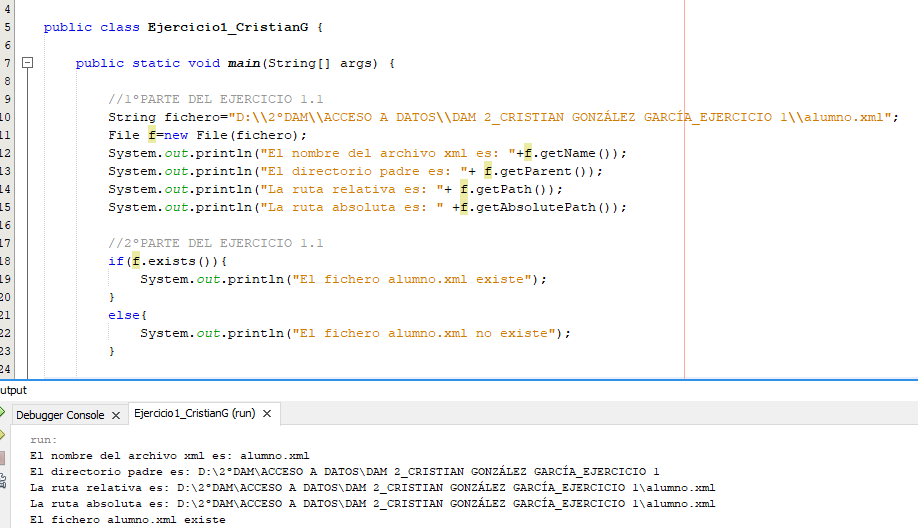 4
5 public class Ejercicio1_CristianG {
6
7 public static void main(String[] args) {
8
9 //1ºPARTE DEL EJERCICIO 1.1
10 String fichero="D:\\2ºDAM\\ACCESO A DATOS\\DAM 2_CRISTIAN GONZÁLEZ GARCÍA_EJERCICIO 1\\alumno.xml";
11 File f=new File(fichero);
12 System.out.println("El nombre del archivo xml es: "+f.getName());
13 System.out.println("El directorio padre es: "+ f.getParent());
14 System.out.println("La ruta relativa es: "+ f.getPath());
15 System.out.println("La ruta absoluta es: " +f.getAbsolutePath());
16
17 //2ºPARTE DEL EJERCICIO 1.1
18 if(f.exists()){
19 System.out.println("El fichero alumno.xml existe");
20 }
21 else{
22 System.out.println("El fichero alumno.xml no existe");
23 }
24
utput
Debugger Console × Ejercicio1_CristianG (run) ×
run:
El nombre del archivo xml es: alumno.xml
El directorio padre es: D:\2ºDAM\ACCESO A DATOS\DAM 2_CRISTIAN GONZÁLEZ GARCÍA_EJERCICIO 1
La ruta relativa es: D:\2ºDAM\ACCESO A DATOS\DAM 2_CRISTIAN GONZÁLEZ GARCÍA_EJERCICIO 1\alumno.xml
La ruta absoluta es: D:\2ºDAM\ACCESO A DATOS\DAM 2_CRISTIAN GONZÁLEZ GARCÍA_EJERCICIO 1\alumno.xml
El fichero alumno.xml existe